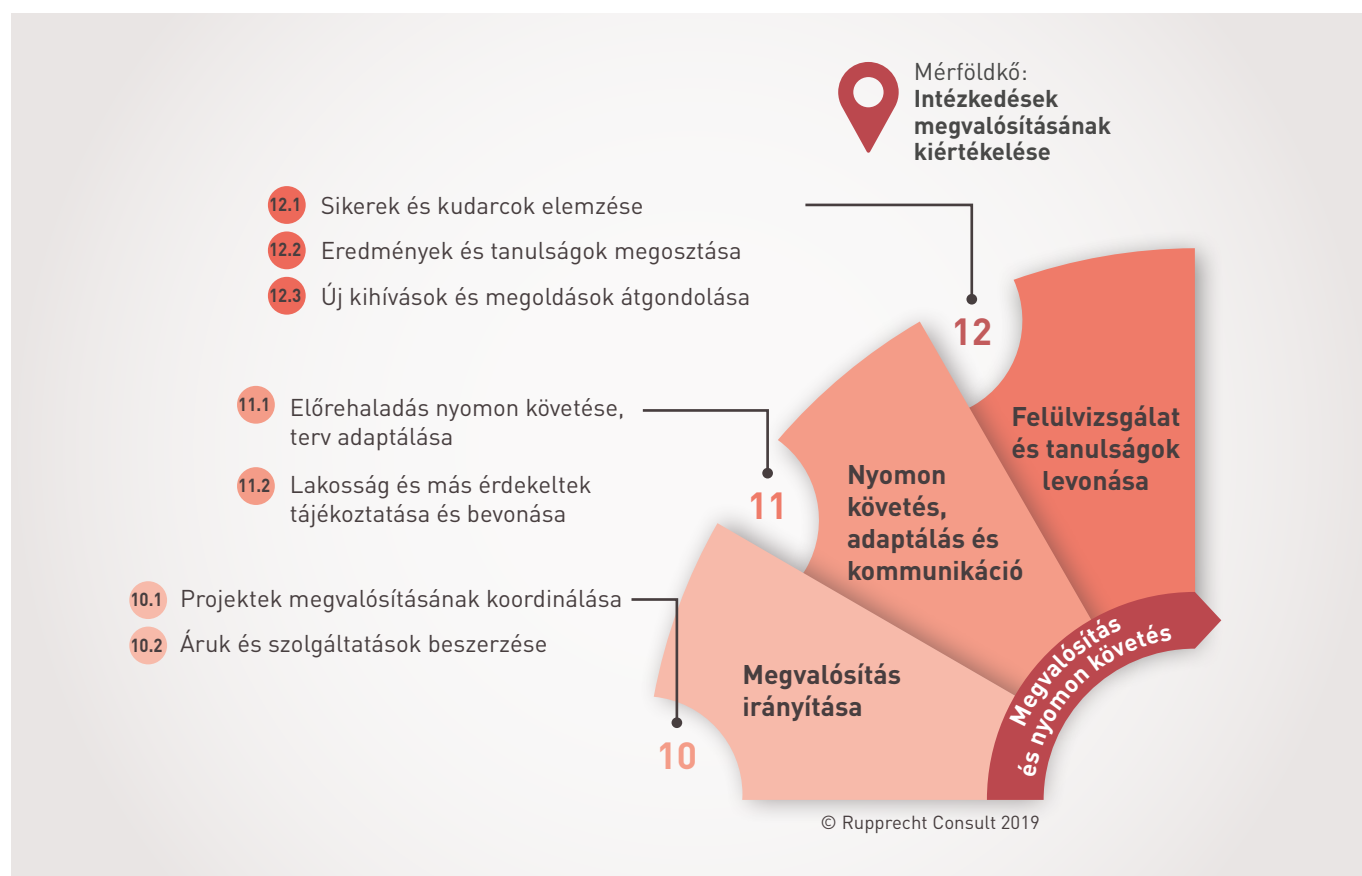 Mérföldkő:
Intézkedések
megvalósításának
kiértékelése
12.1 Sikerek és kudarcok elemzése
12.2 Eredmények és tanulságok megosztása
12.3 Új kihívások és megoldások átgondolása
12
Felülvizsgálat
és tanulságok
levonása
11.1 Előrehaladás nyomon követése,
terv adaptálása
11.2 Lakosság és más érdekeltek
tájékoztatása és bevonása
11
Nyomon
követés,
adaptálás és
kommunikáció
10.1 Projektek megvalósításának koordinálása
10.2 Áruk és szolgáltatások beszerzése
10
Megvalósítás
irányítása
Megvalósítás
és nyomon követés
© Rupprecht Consult 2019